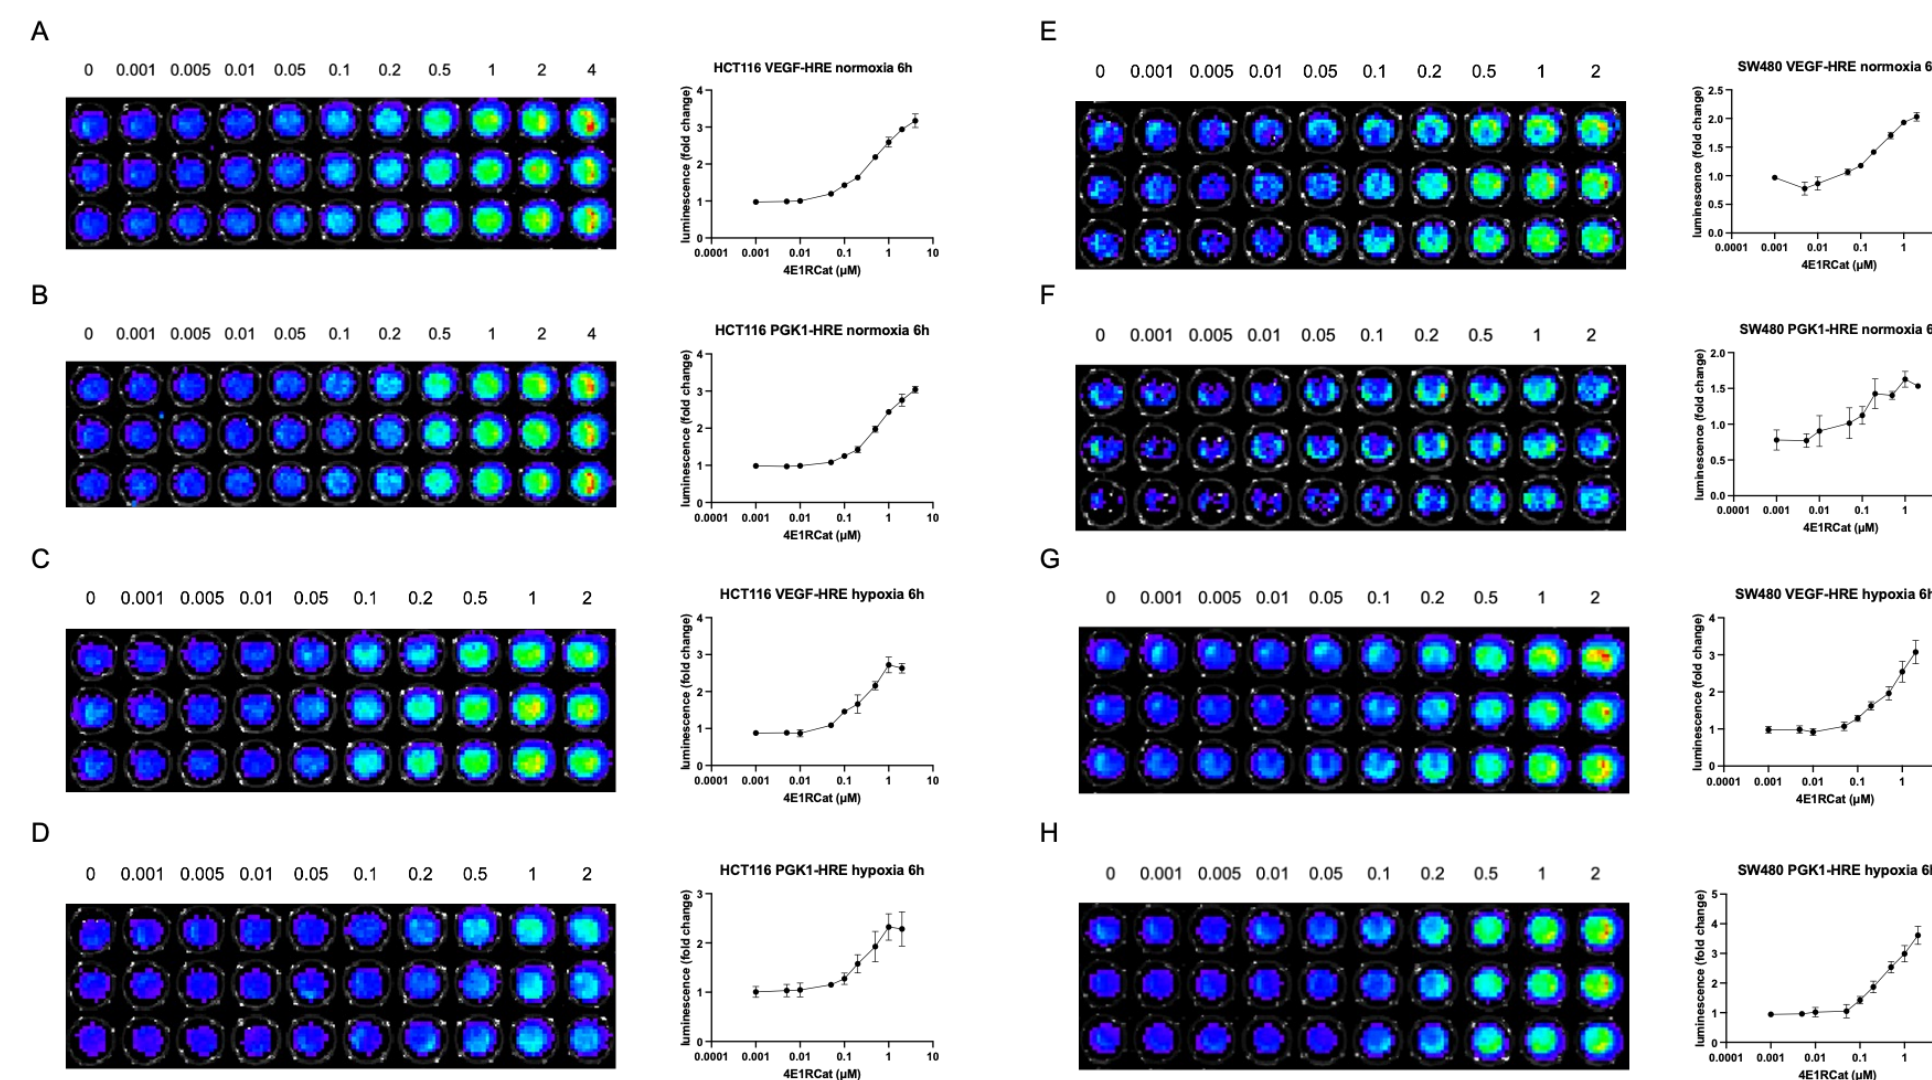 A
0 0.001 0.005 0.01 0.05 0.1 0.2 0.5 1 2 4
HCT116 VEGF-HRE normoxia 6h
luminescence (fold change)
4
3
2
1
0
0.0001 0.001 0.01 0.1 1 10
4E1RCat (µM)
B
0 0.001 0.005 0.01 0.05 0.1 0.2 0.5 1 2 4
HCT116 PGK1-HRE normoxia 6h
luminescence (fold change)
4
3
2
1
0
0.0001 0.001 0.01 0.1 1 10
4E1RCat (µM)
C
0 0.001 0.005 0.01 0.05 0.1 0.2 0.5 1 2
HCT116 VEGF-HRE hypoxia 6h
luminescence (fold change)
4
3
2
1
0
0.0001 0.001 0.01 0.1 1 10
4E1RCat (µM)
D
0 0.001 0.005 0.01 0.05 0.1 0.2 0.5 1 2
HCT116 PGK1-HRE hypoxia 6h
luminescence (fold change)
3
2
1
0
0.0001 0.001 0.01 0.1 1 10
4E1RCat (µM)
E
0 0.001 0.005 0.01 0.05 0.1 0.2 0.5 1 2
SW480 VEGF-HRE normoxia 6
luminescence (fold change)
2.5
2.0
1.5
1.0
0.5
0.0
0.0001 0.001 0.01 0.1 1
4E1RCat (µM)
F
0 0.001 0.005 0.01 0.05 0.1 0.2 0.5 1 2
SW480 PGK1-HRE normoxia 6
luminescence (fold change)
2.0
1.5
1.0
0.5
0.0
0.0001 0.001 0.01 0.1 1
4E1RCat (µM)
G
0 0.001 0.005 0.01 0.05 0.1 0.2 0.5 1 2
SW480 VEGF-HRE hypoxia 6h
luminescence (fold change)
4
3
2
1
0
0.0001 0.001 0.01 0.1 1
4E1RCat (µM)
H
0 0.001 0.005 0.01 0.05 0.1 0.2 0.5 1 2
SW480 PGK1-HRE hypoxia 6
luminescence (fold change)
5
4
3
2
1
0
0.0001 0.001 0.01 0.1 1
4E1RCat (µM)